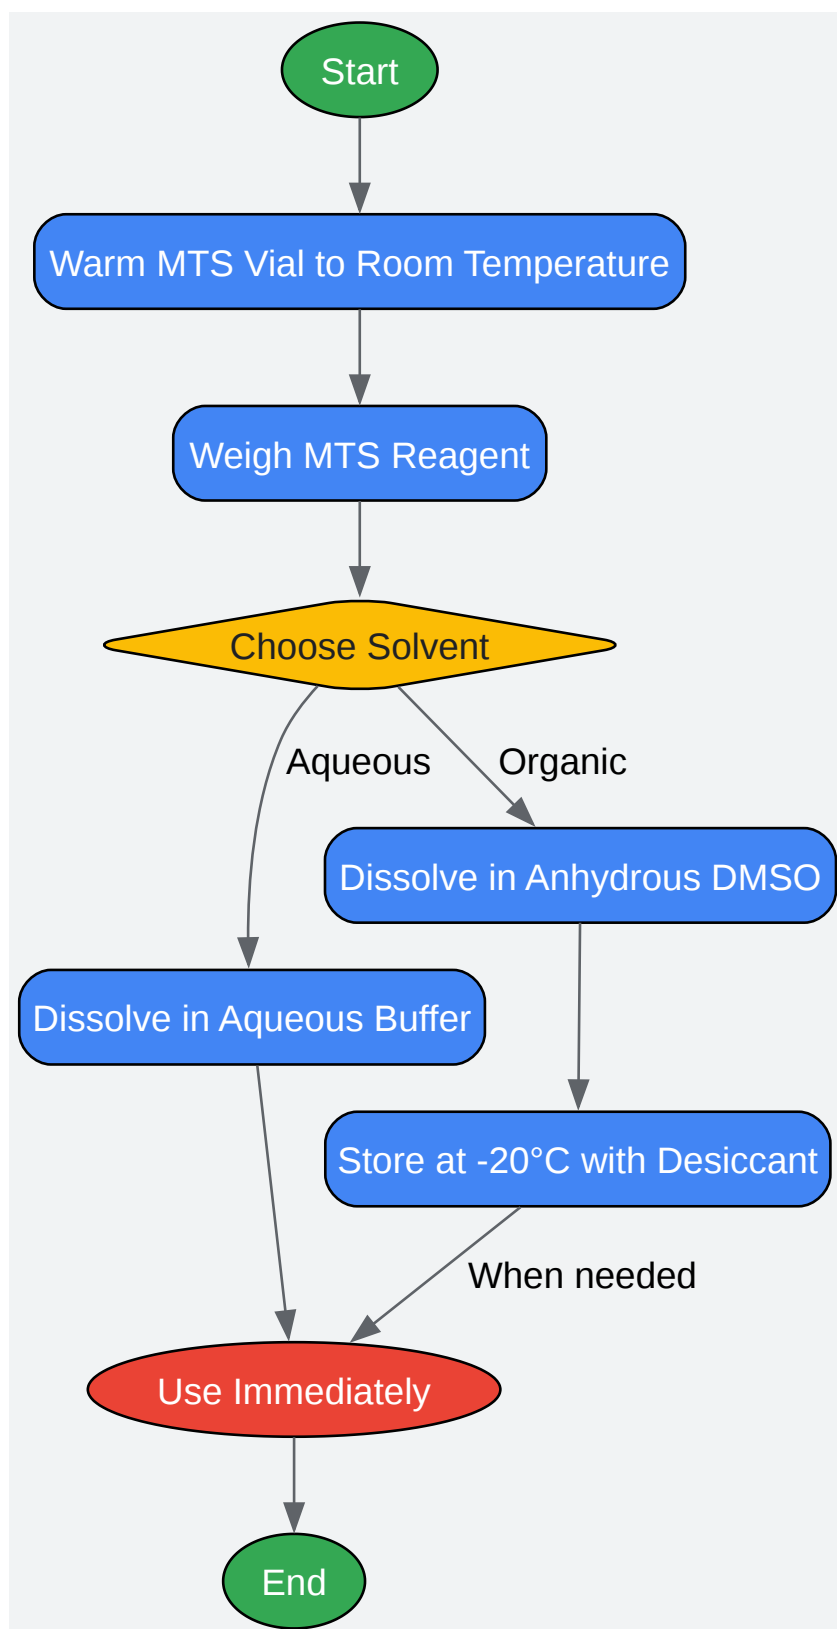 Start
Warm MTS Vial to Room Temperature
Weigh MTS Reagent
Choose Solvent
Aqueous
Organic
Dissolve in Anhydrous DMSO
Dissolve in Aqueous Buffer
Store at -20°C with Desiccant
When needed
Use Immediately
End